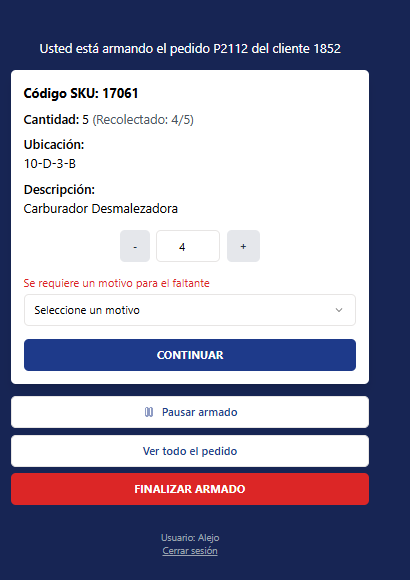 Usted está armando el pedido P2112 del cliente 1852
Código SKU: 17061
Cantidad: 5 (Recolectado: 4/5)
Ubicación:
10-D-3-B
Descripción:
Carburador Desmalezadora
- 4 +
Se requiere un motivo para el faltante
Seleccione un motivo
CONTINUAR
Pausar armado
Ver todo el pedido
FINALIZAR ARMADO
Usuario: Alejo
Cerrar sesión